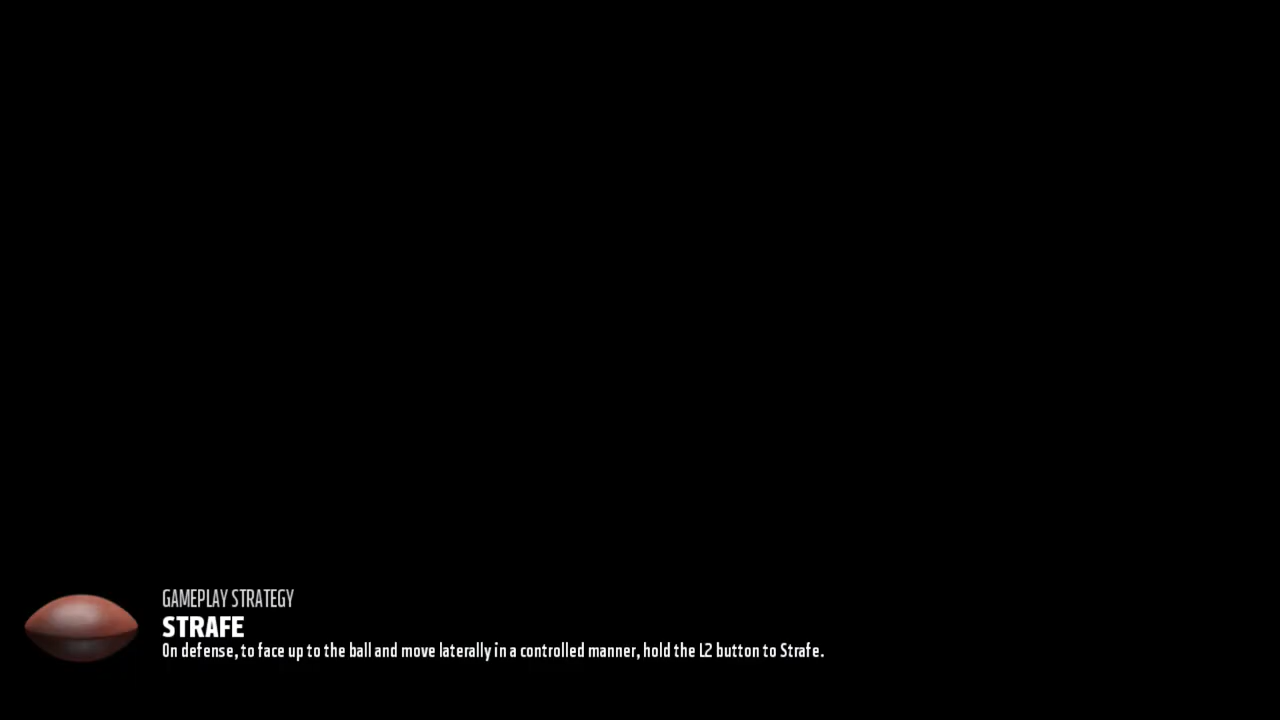 GAMEPLAY STRATEGY
STRAFE
On defense, to face up to the ball and move laterally in a controlled manner, hold the L2 button to Strafe.